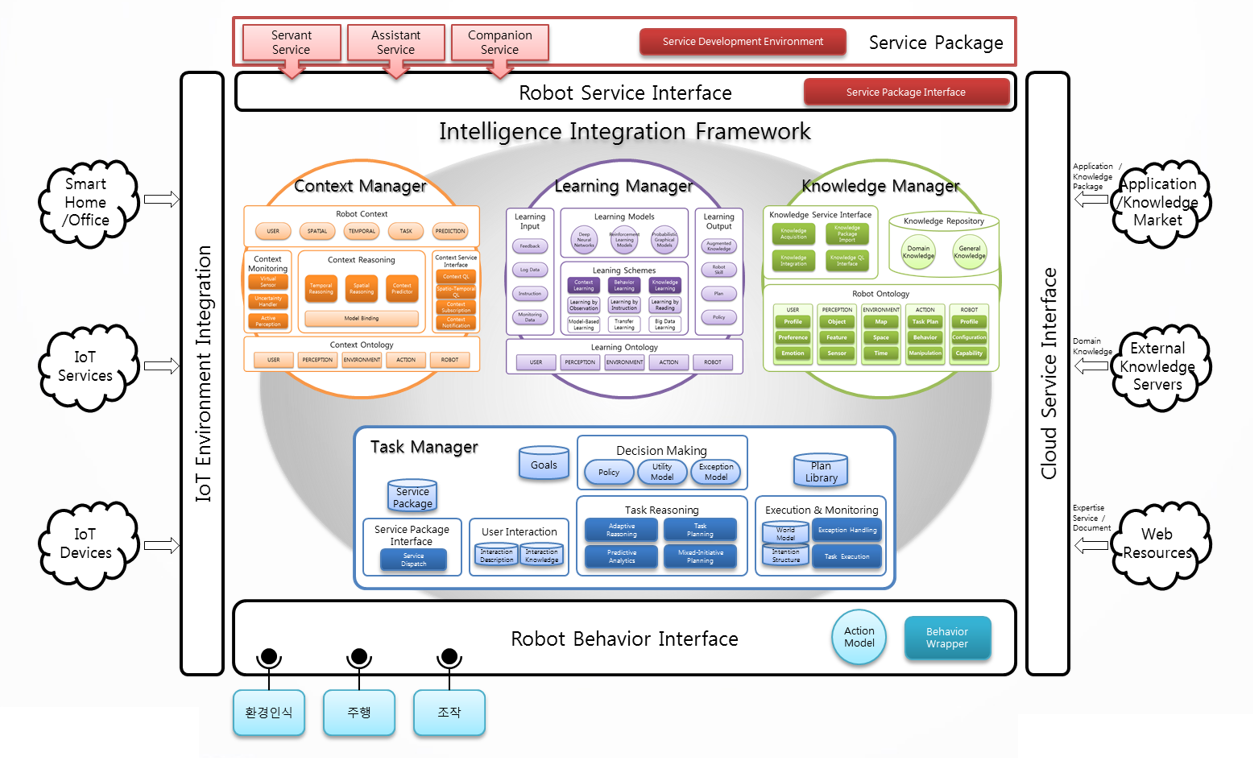 Servant
Service
Assistant
Service
Companion
Service
Service Development Environment
Service Package
Robot Service Interface
Service Package Interface
Intelligence Integration Framework
IoT Environment Integration
Cloud Service Interface
Smart
Home
/Office
IoT
Services
IoT
Devices
Application /
Knowledge
Package
Application
/Knowledge
Market
Domain
Knowledge
External
Knowledge
Servers
Expertise
Service /
Document
Web
Resources
Context Manager
Robot Context
USER
SPATIAL
TEMPORAL
TASK
PREDICTION
Context
Monitoring
Virtual
Sensor
Uncertainty
Handler
Active
Perception
Context Reasoning
Temporal
Reasoning
Spatial
Reasoning
Context
Predictor
Model Binding
Context Service
Interface
Context QL
Spatio-Temporal
QL
Context
Subscription
Context
Notification
Context Ontology
USER
PERCEPTION
ENVIRONMENT
ACTION
ROBOT
Learning Manager
Learning
Input
Feedback
Log Data
Instruction
Monitoring
Data
Learning Models
Deep
Neural
Networks
Reinforcement
Learning
Models
Probabilistic
Graphical
Models
Leaning Schemes
Context
Learning
Behavior
Learning
Knowledge
Learning
Learning by
Observation
Learning by
Instruction
Learning by
Reading
Model-Based
Learning
Transfer
Learning
Big Data
Learning
Learning
Output
Augmented
Knowledge
Robot
Skill
Plan
Policy
Learning Ontology
USER
PERCEPTION
ENVIRONMENT
ACTION
ROBOT
Knowledge Manager
Knowledge Service Interface
Knowledge
Acquisition
Knowledge
Package
Import
Knowledge
Integration
Knowledge QL
Interface
Knowledge Repository
Domain
Knowledge
General
Knowledge
Robot Ontology
USER
Profile
Preference
Emotion
PERCEPTION
Object
Feature
Sensor
ENVIRONMENT
Map
Space
Time
ACTION
Task Plan
Behavior
Manipulation
ROBOT
Profile
Configuration
Capability
Task Manager
Goals
Decision Making
Policy
Utility
Model
Exception
Model
Plan
Library
Service
Package
Service Package
Interface
Service
Dispatch
User Interaction
Interaction
Description
Interaction
Knowledge
Task Reasoning
Adaptive
Reasoning
Task
Planning
Predictive
Analytics
Mixed-Initiative
Planning
Execution & Monitoring
World
Model
Exception Handling
Intention
Structure
Task Execution
Robot Behavior Interface
Action
Model
Behavior
Wrapper
환경인식
주행
조작